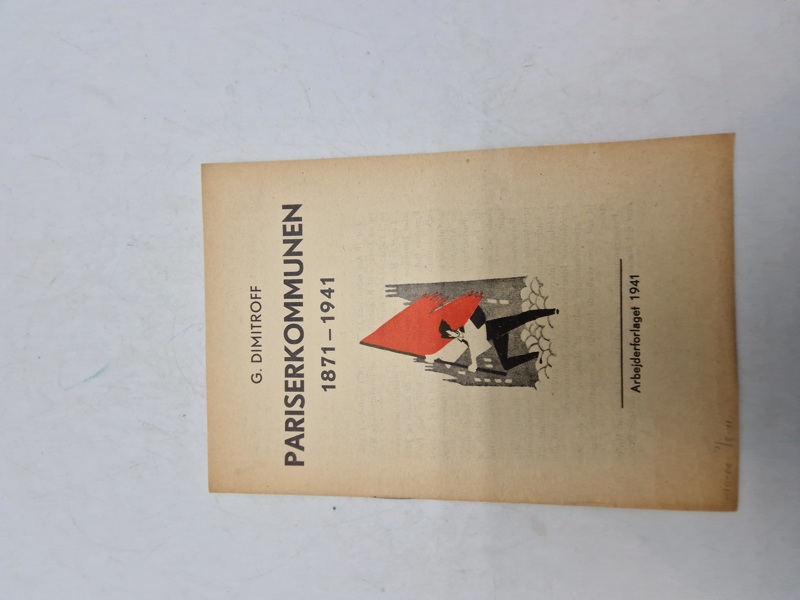 G. DIMITROFF
PARISERKOMMUNEN
1871–1941
Arbejderforlaget 1941